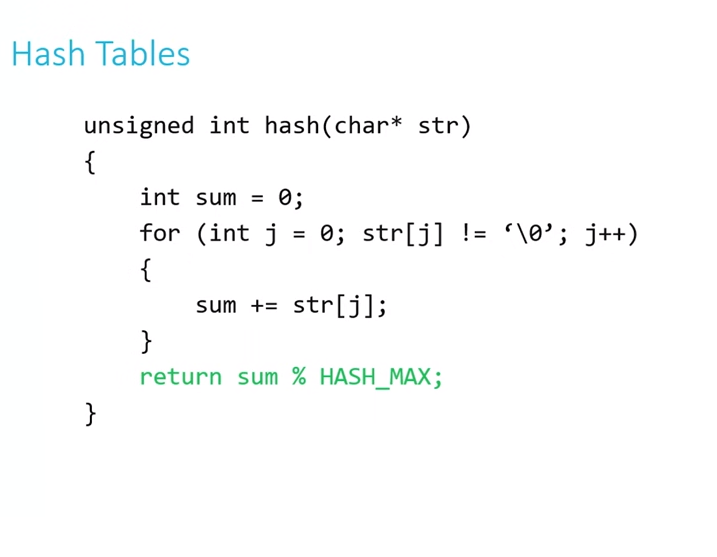 Hash Tables
unsigned int hash(char* str)
{
    int sum = 0;
    for (int j = 0; str[j] != ‘\0’; j++)
    {
        sum += str[j];
    }
    return sum % HASH_MAX;
}